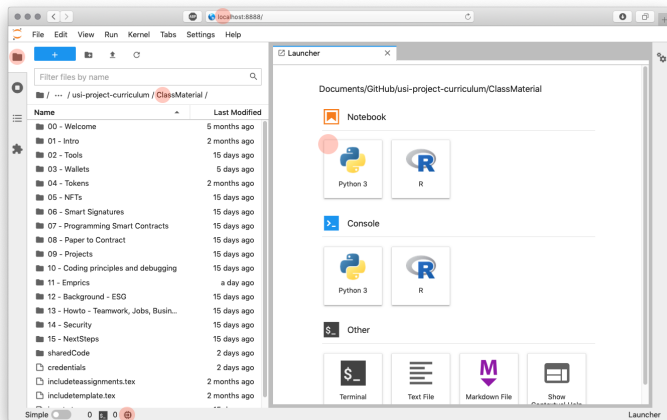 localhost:8888/
File Edit View Run Kernel Tabs Settings Help
Filter files by name
/ ··· / usi-project-curriculum / ClassMaterial /
Name Last Modified
00 - Welcome 5 months ago
01 - Intro 2 months ago
02 - Tools 15 days ago
03 - Wallets 5 days ago
04 - Tokens 2 months ago
05 - NFTs 15 days ago
06 - Smart Signatures 15 days ago
07 - Programming Smart Contracts 15 days ago
08 - Paper to Contract 15 days ago
09 - Projects 15 days ago
10 - Coding principles and debugging 15 days ago
11 - Emprics a day ago
12 - Background - ESG 15 days ago
13 - Howto - Teamwork, Jobs, Busin... 15 days ago
14 - Security 15 days ago
15 - NextSteps 15 days ago
sharedCode 2 days ago
credentials 2 days ago
includeteassignments.tex 2 months ago
includetemplate.tex 2 months ago
Simple 0 $_ 0
Launcher
Documents/GitHub/usi-project-curriculum/ClassMaterial
Notebook
Python 3 R
>_ Console
Python 3 R
$_ Other
$_ M
Terminal Text File Markdown File Show
Contextual Help
Launcher